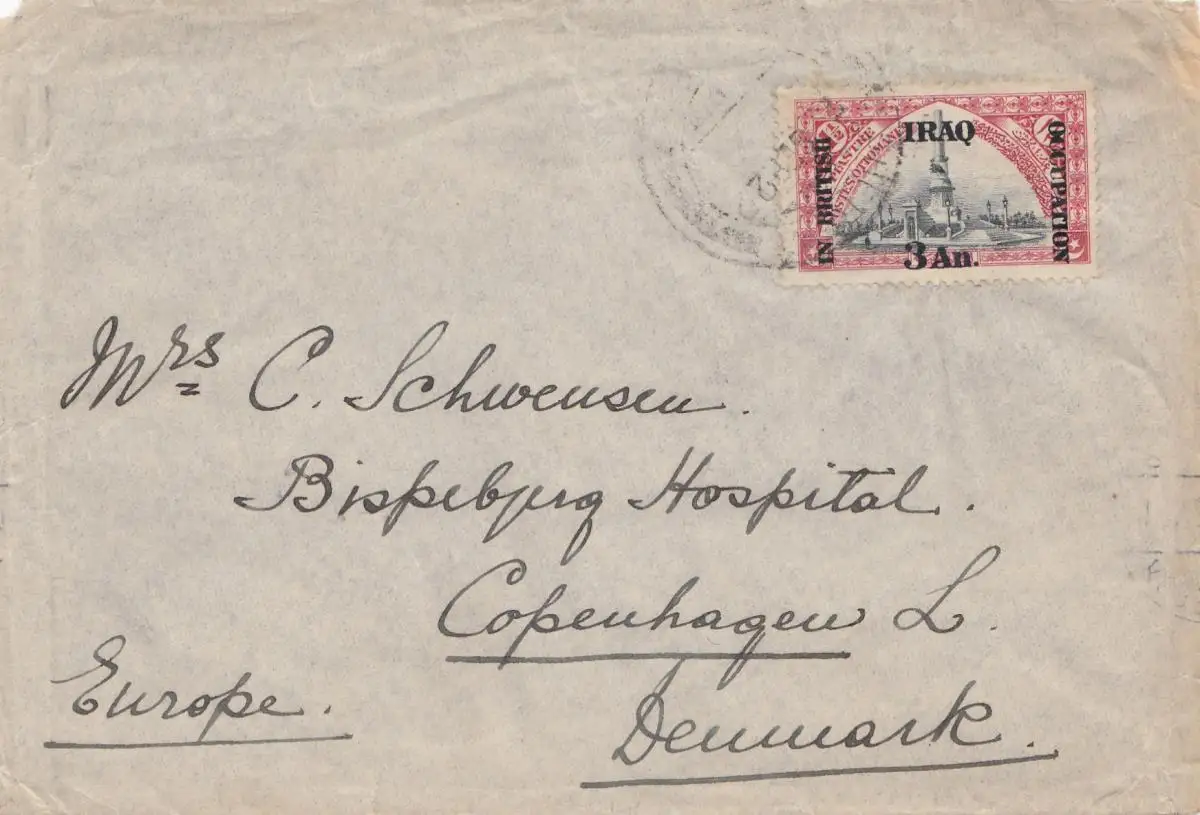 IRAQ
IN BRITISH
OCCUPATION
3 An.
Mrs C. Schwensen.
Bispebjerg Hospital.
Copenhagen L.
Europe.
Denmark.